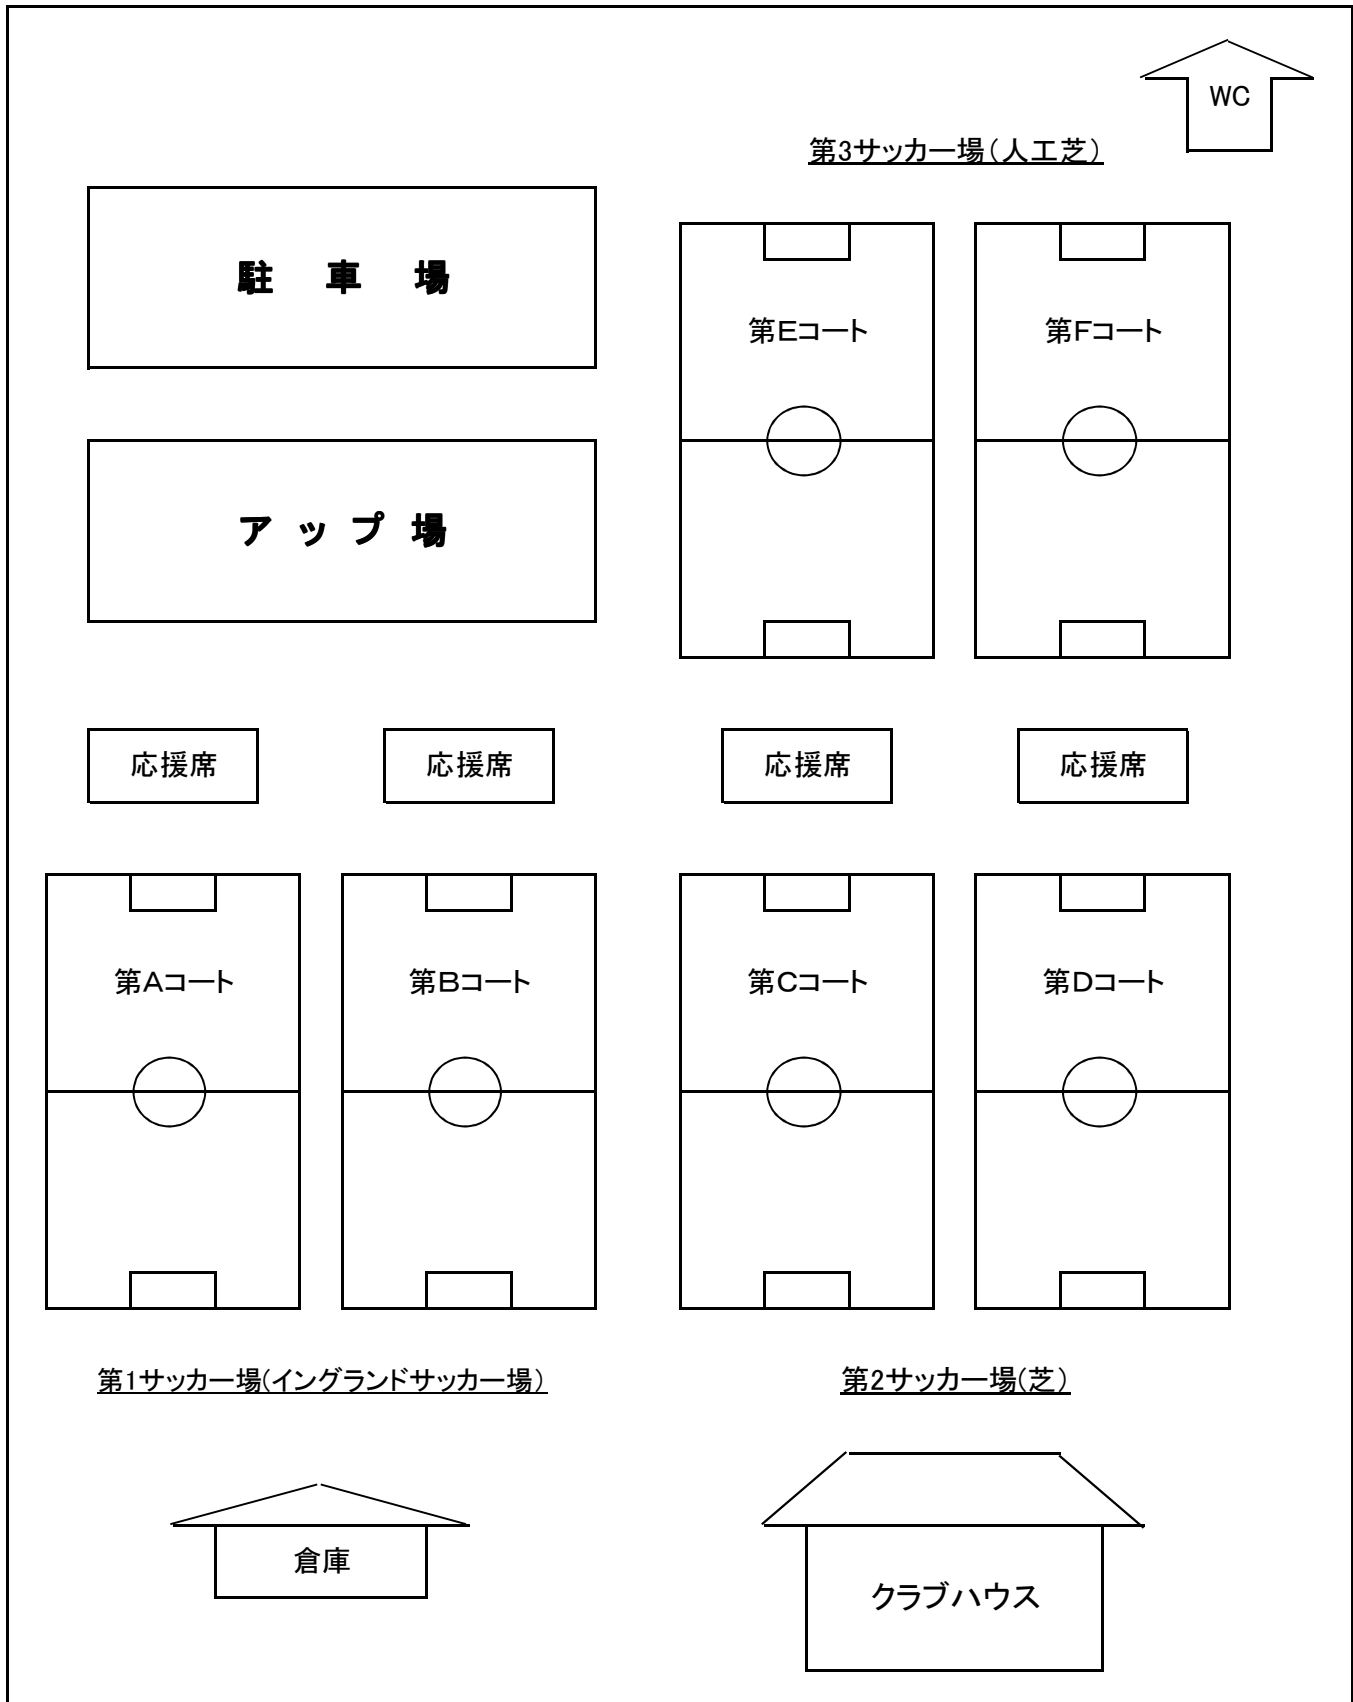 WC
第3サッカー場(人工芝)
駐 車 場
第Eコート
第Fコート
ア ッ プ 場
応援席
応援席
応援席
応援席
第Aコート
第Bコート
第Cコート
第Dコート
第1サッカー場(イングランドサッカー場)
第2サッカー場(芝)
倉庫
クラブハウス